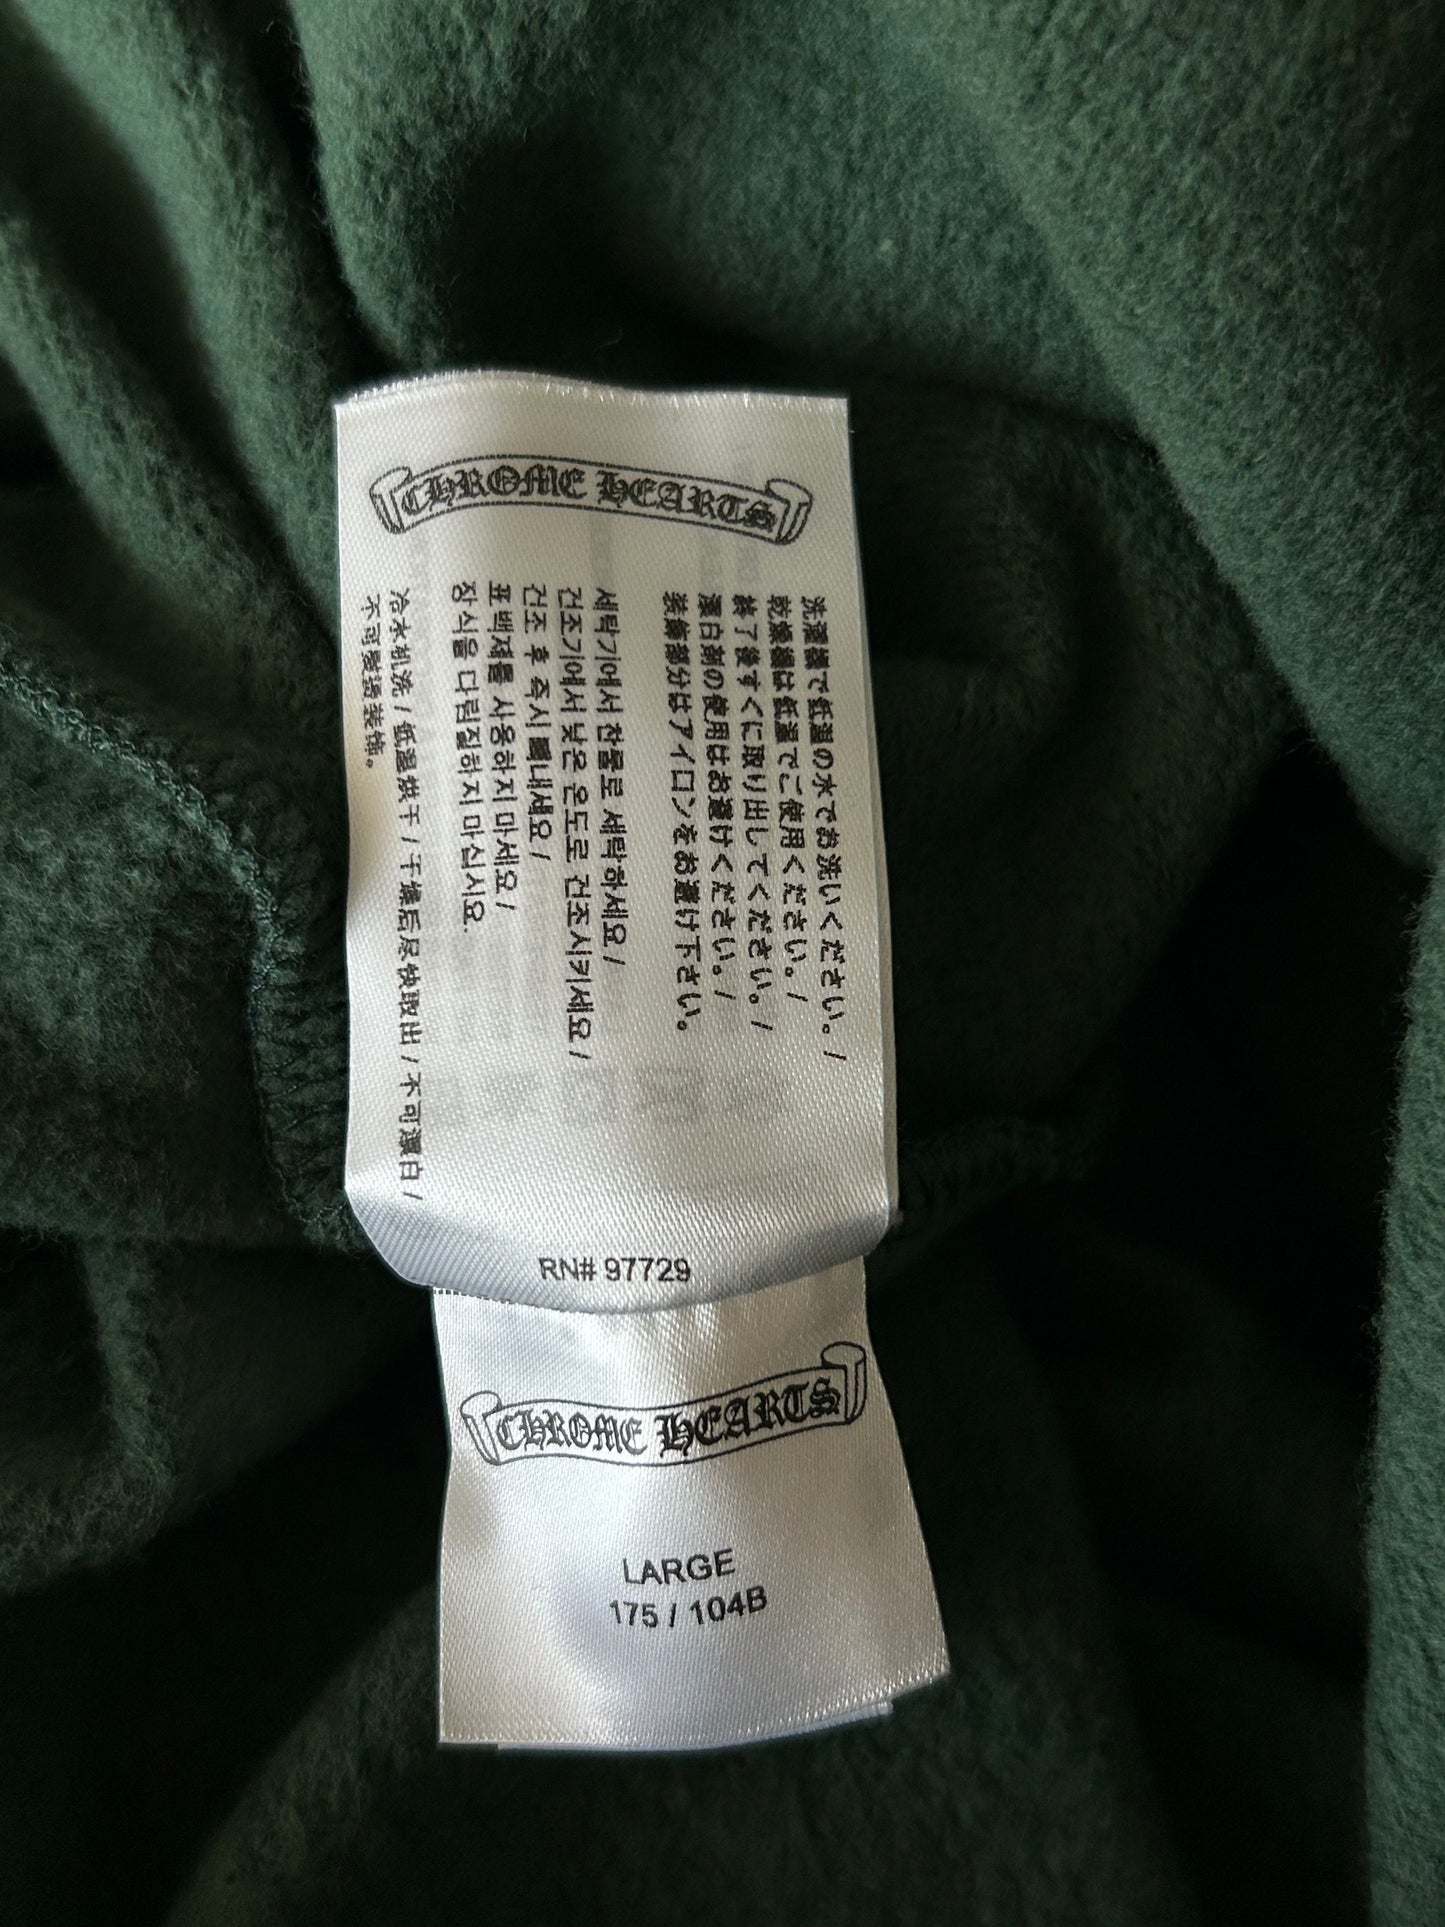 CHROME HEARTS
洗濯機で低温の水でお洗いください。/
乾燥機は低温でご使用ください。/
終了後すぐに取り出してください。/
漂白剤の使用はお避けください。/
装飾部分はアイロンをお避け下さい。
세탁기에서 찬물로 세탁하세요 /
건조기에서 낮은 온도로 건조시키세요 /
건조 후 즉시 빼내세요 /
표백제를 사용하지 마세요 /
장식을 다림질하지 마십시요.
冷水机洗 / 低温烘干 / 干燥后尽快取出 / 不可漂白 /
不可熨烫装饰。
RN# 97729
CHROME HEARTS
LARGE
175 / 104B